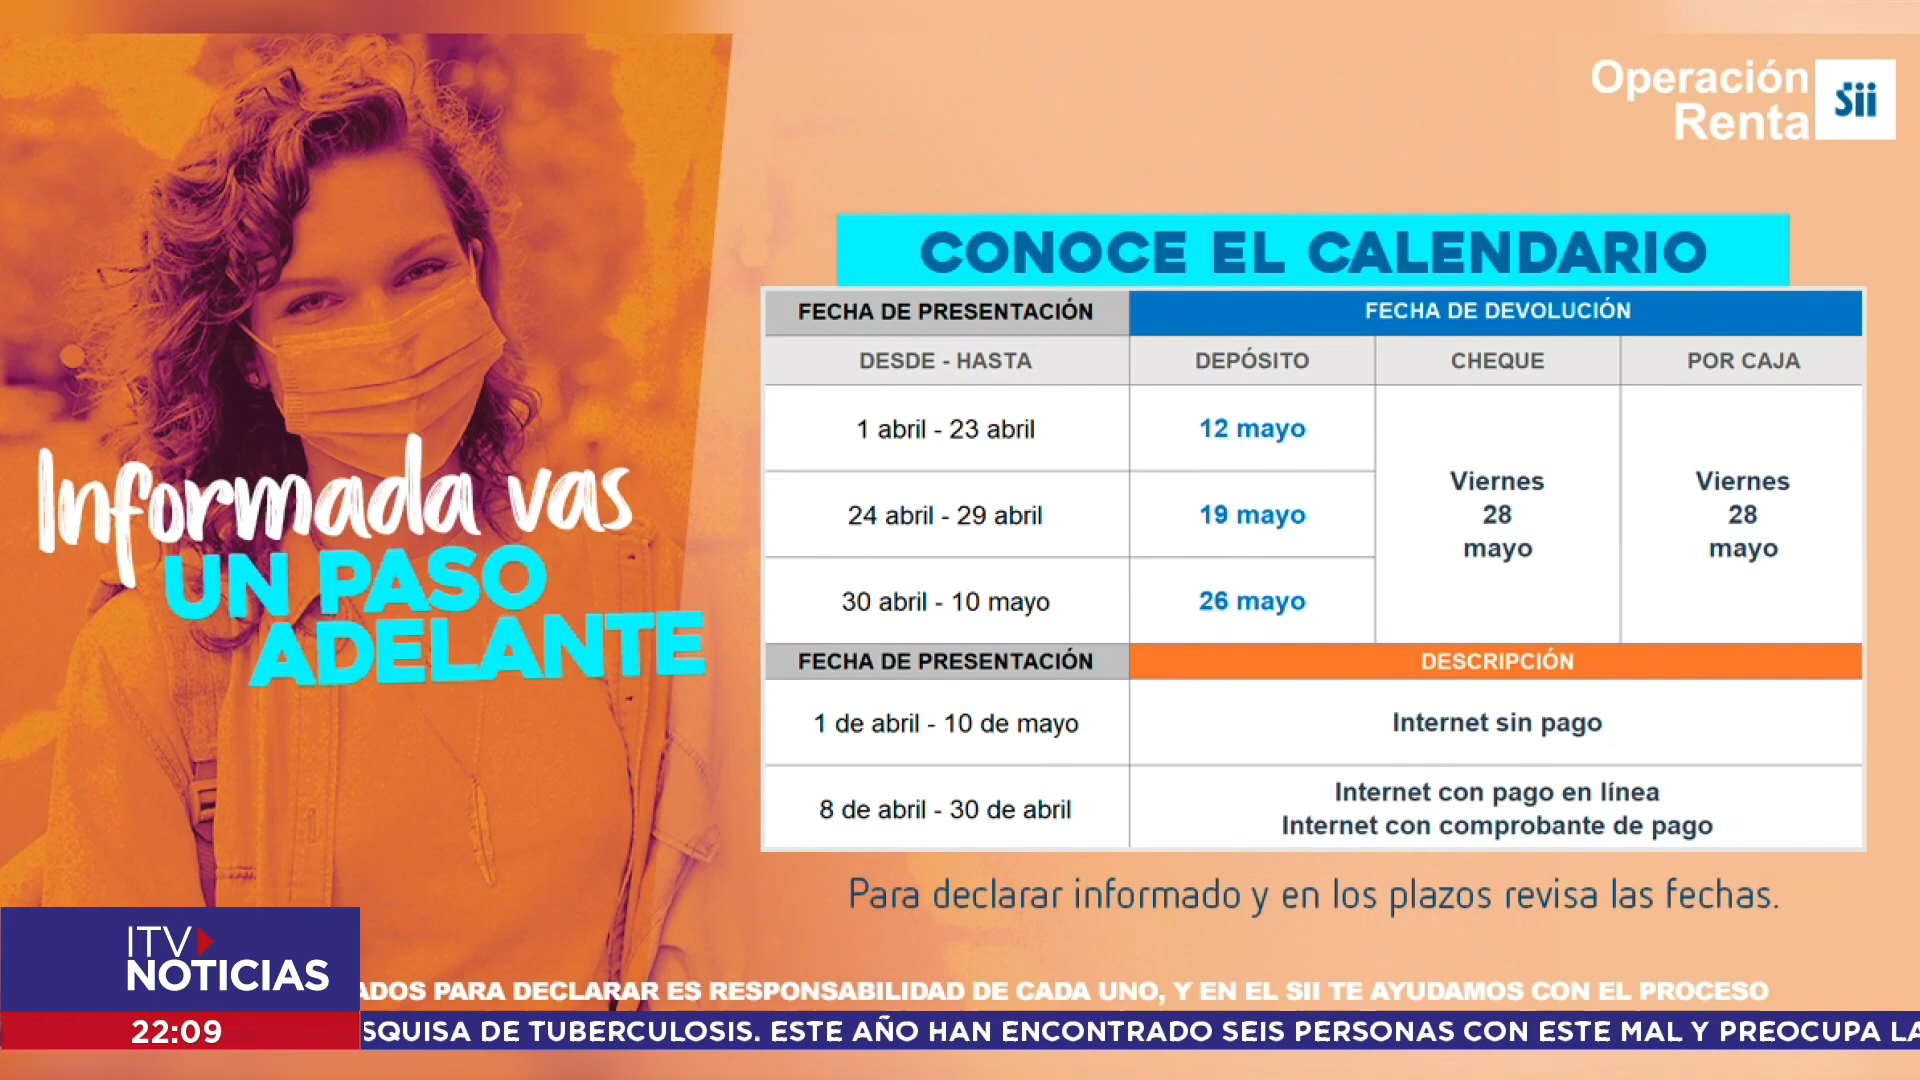 Operación
Renta
Sii
CONOCE EL CALENDARIO
FECHA DE PRESENTACIÓN FECHA DE DEVOLUCIÓN
DESDE - HASTA DEPÓSITO CHEQUE POR CAJA
1 abril - 23 abril 12 mayo
24 abril - 29 abril 19 mayo
30 abril - 10 mayo 26 mayo
Viernes
28
mayo
Viernes
28
mayo
FECHA DE PRESENTACIÓN DESCRIPCIÓN
1 de abril - 10 de mayo Internet sin pago
8 de abril - 30 de abril Internet con pago en línea
Internet con comprobante de pago
Para declarar informado y en los plazos revisa las fechas.
Informada vas
UN PASO
ADELANTE
ITV
NOTICIAS
ADOS PARA DECLARAR ES RESPONSABILIDAD DE CADA UNO, Y EN EL SII TE AYUDAMOS CON EL PROCESO
22:09
SQUISA DE TUBERCULOSIS. ESTE AÑO HAN ENCONTRADO SEIS PERSONAS CON ESTE MAL Y PREOCUPA LA